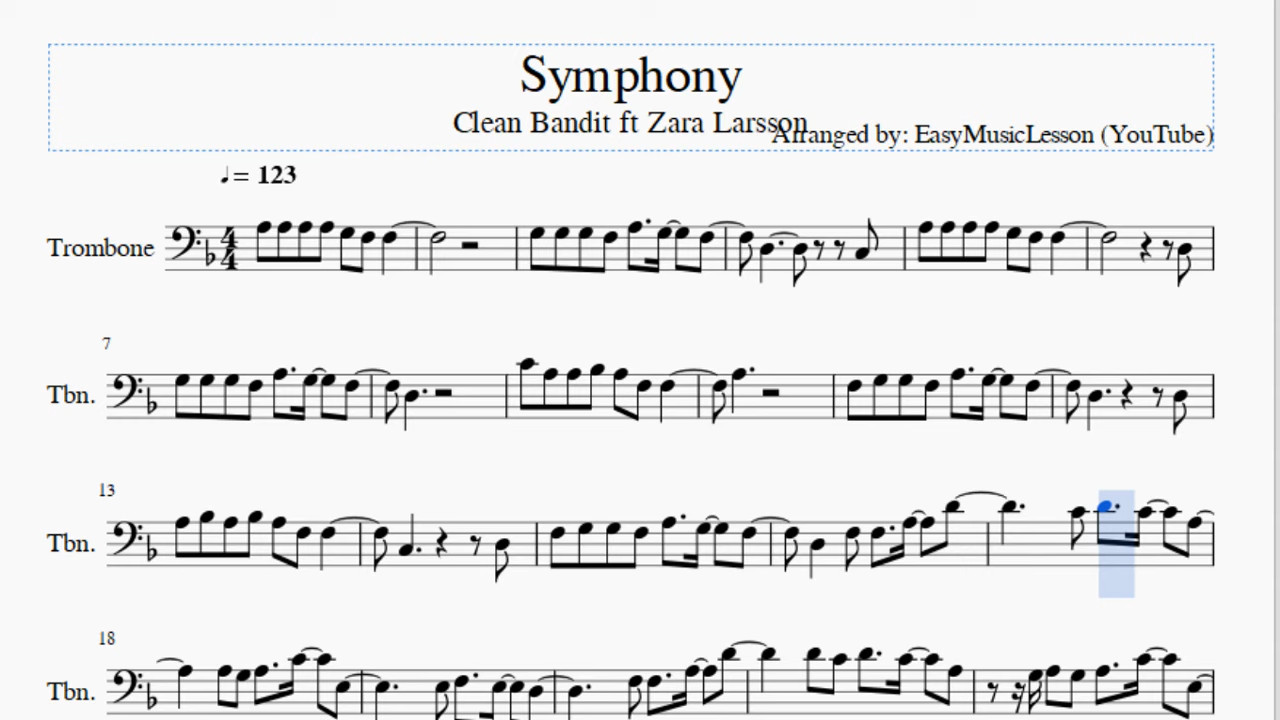 Symphony
Clean Bandit ft Zara Larsson
Arranged by: EasyMusicLesson (YouTube)
♩= 123
Trombone
7
Tbn.
13
Tbn.
18
Tbn.